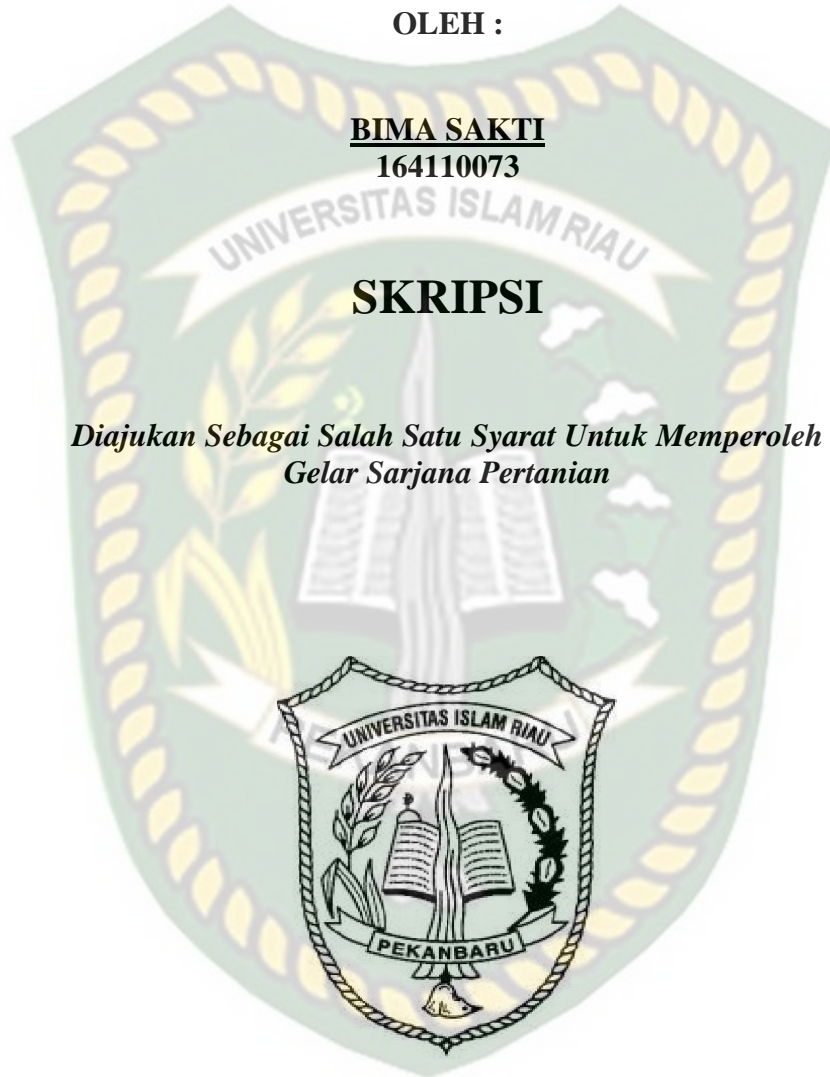 OLEH :
BIMA SAKTI
164110073
UNIVERSITAS ISLAM RIAU
SKRIPSI
Diajukan Sebagai Salah Satu Syarat Untuk Memperoleh
Gelar Sarjana Pertanian
UNIVERSITAS ISLAM RIAU
PEKANBARU